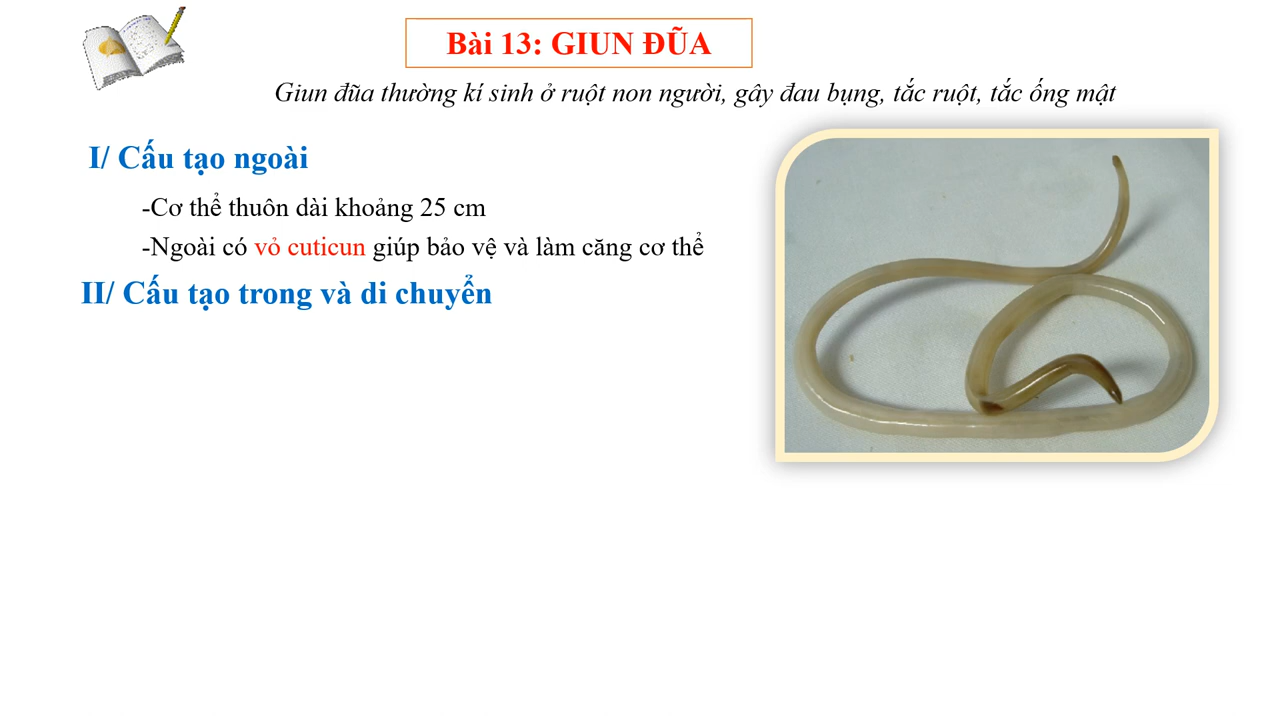 Bài 13: GIUN ĐŨA
Giun đũa thường kí sinh ở ruột non người, gây đau bụng, tắc ruột, tắc ống mật
I/ Cấu tạo ngoài
-Cơ thể thuôn dài khoảng 25 cm
-Ngoài có vỏ cuticun giúp bảo vệ và làm căng cơ thể
II/ Cấu tạo trong và di chuyển